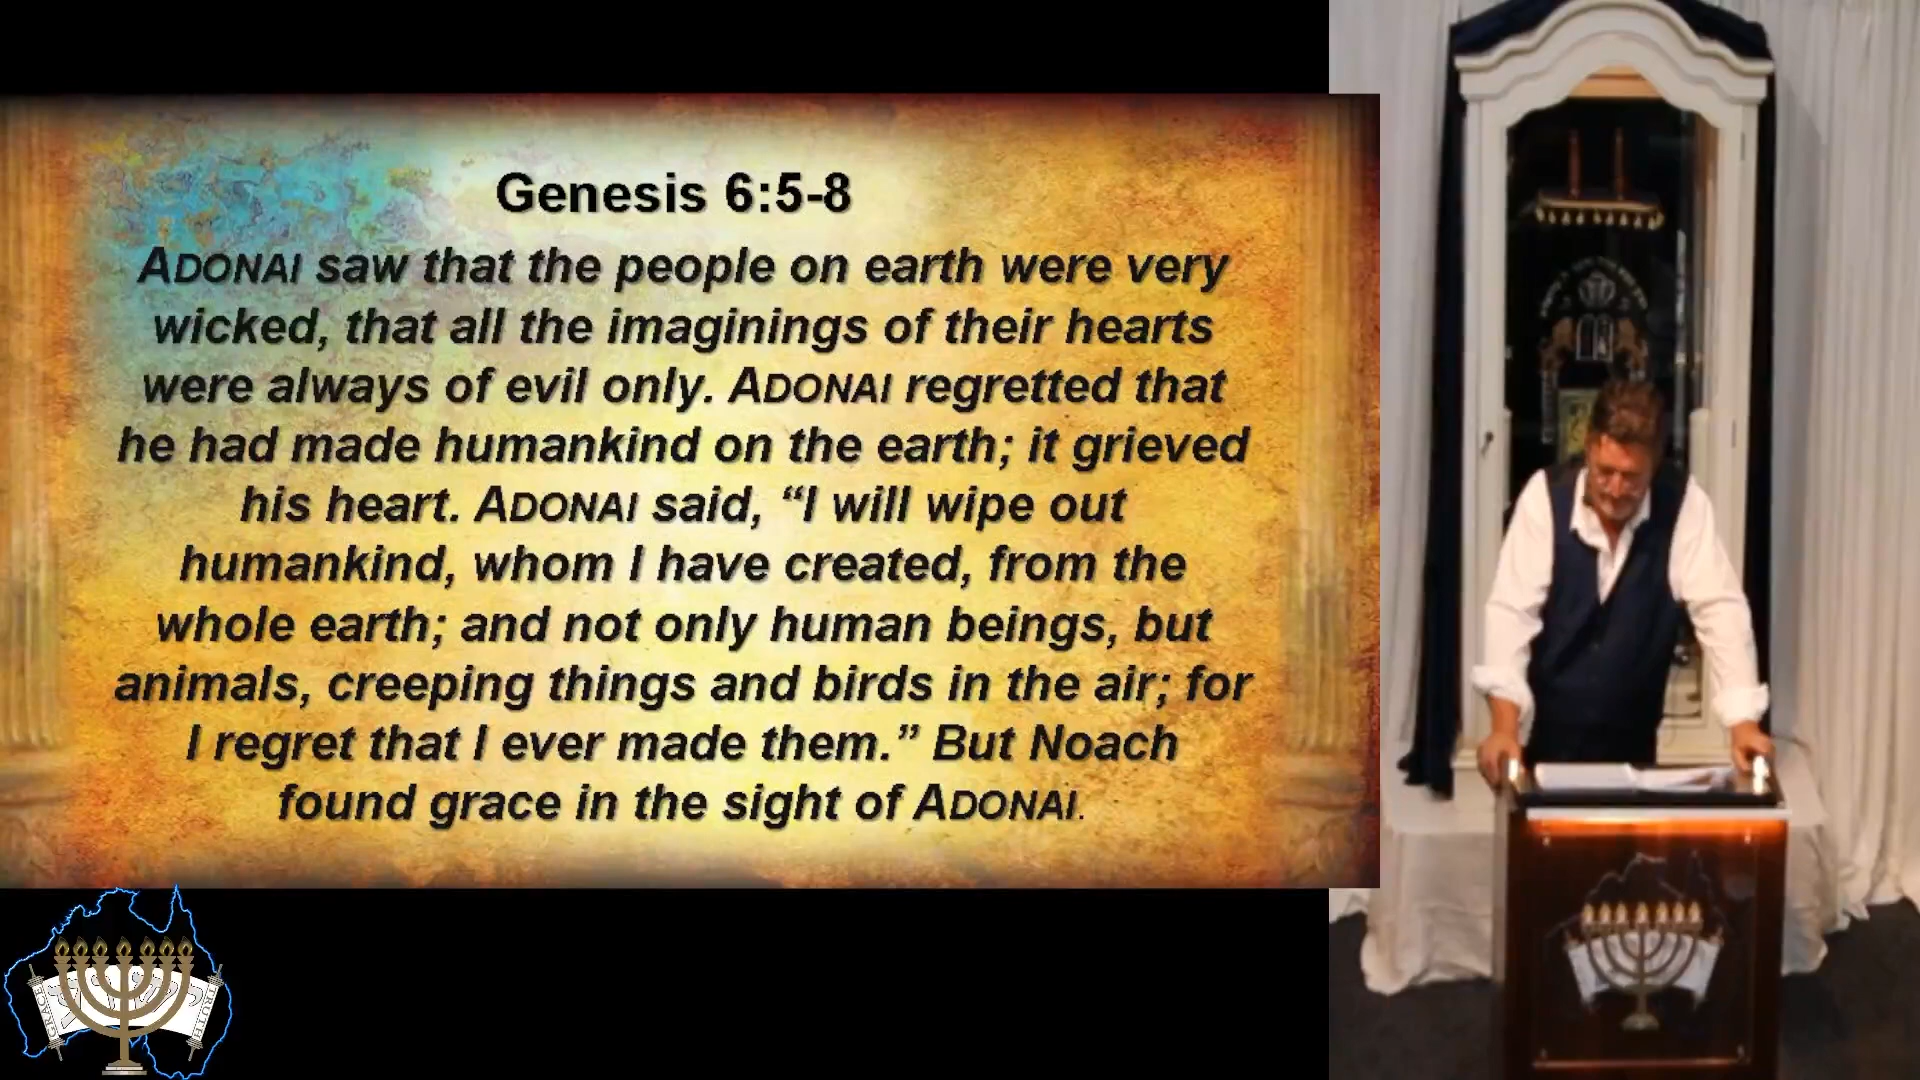 Genesis 6:5-8
ADONAI saw that the people on earth were very
wicked, that all the imaginings of their hearts
were always of evil only. ADONAI regretted that
he had made humankind on the earth; it grieved
his heart. ADONAI said, “I will wipe out
humankind, whom I have created, from the
whole earth; and not only human beings, but
animals, creeping things and birds in the air; for
I regret that I ever made them.” But Noach
found grace in the sight of ADONAI.
GRACE
TRUTH